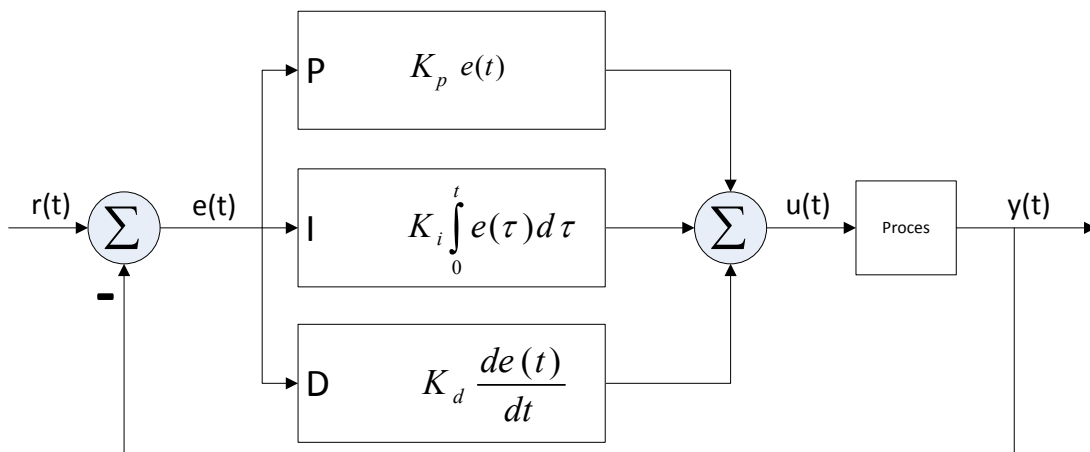 P K_p e(t)
r(t)
Σ
-
e(t)
I K_i ∫_0^t e(τ)dτ
Σ
u(t)
Proces
y(t)
D K_d de(t)/dt